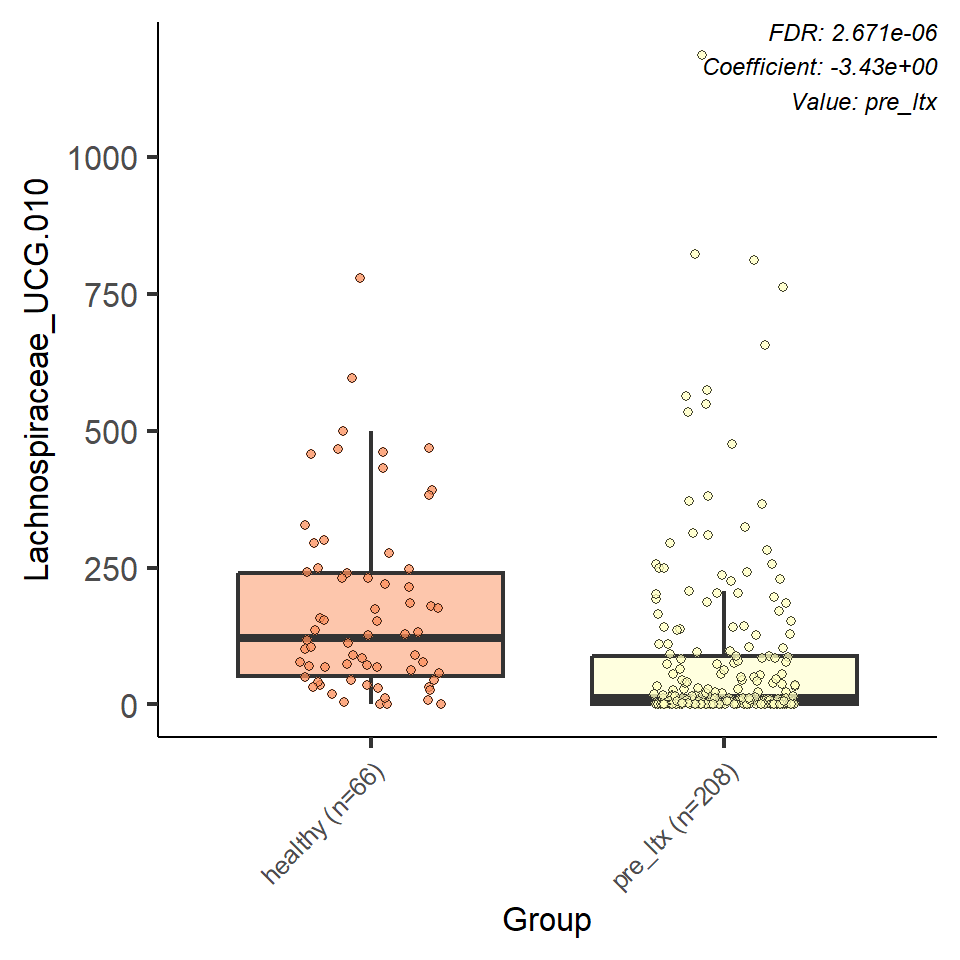 FDR: 2.671e-06
Coefficient: -3.43e+00
Value: pre_ltx
Lachnospiraceae_UCG.010
1000
750
500
250
0
healthy (n=66)
pre_ltx (n=208)
Group